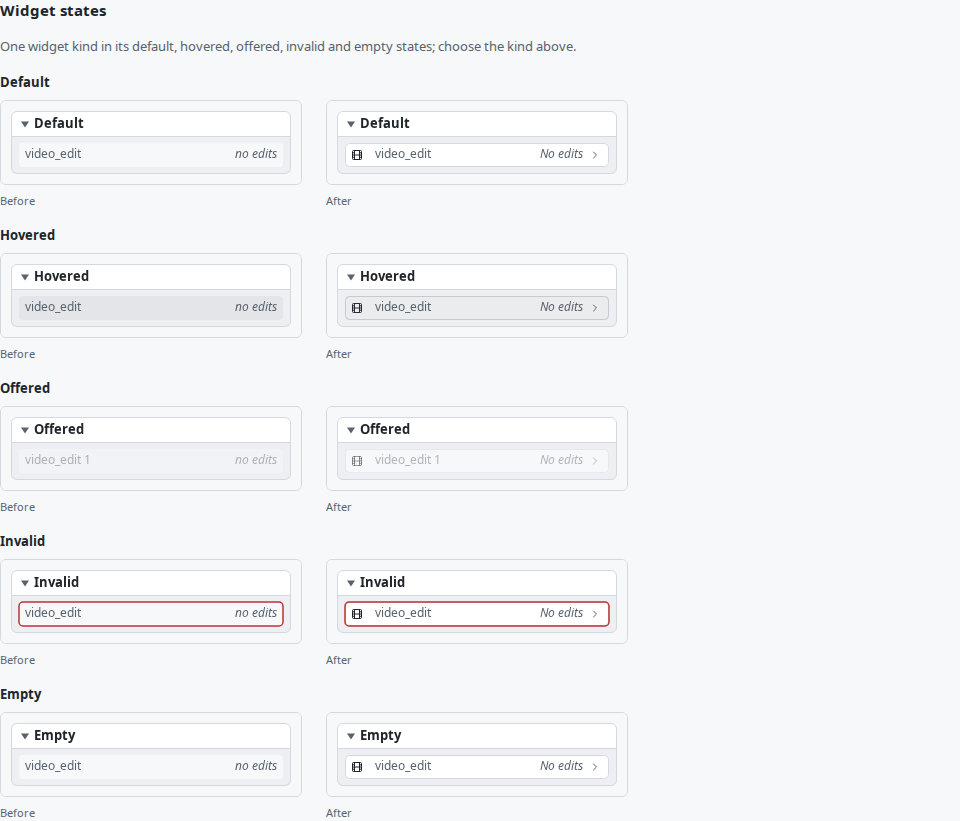 Widget states
One widget kind in its default, hovered, offered, invalid and empty states; choose the kind above.
Default
Default
video_edit no edits
Default
video_edit No edits
Before
After
Hovered
Hovered
video_edit no edits
Hovered
video_edit No edits
Before
After
Offered
Offered
video_edit 1 no edits
Offered
video_edit 1 No edits
Before
After
Invalid
Invalid
video_edit no edits
Invalid
video_edit No edits
Before
After
Empty
Empty
video_edit no edits
Empty
video_edit No edits
Before
After